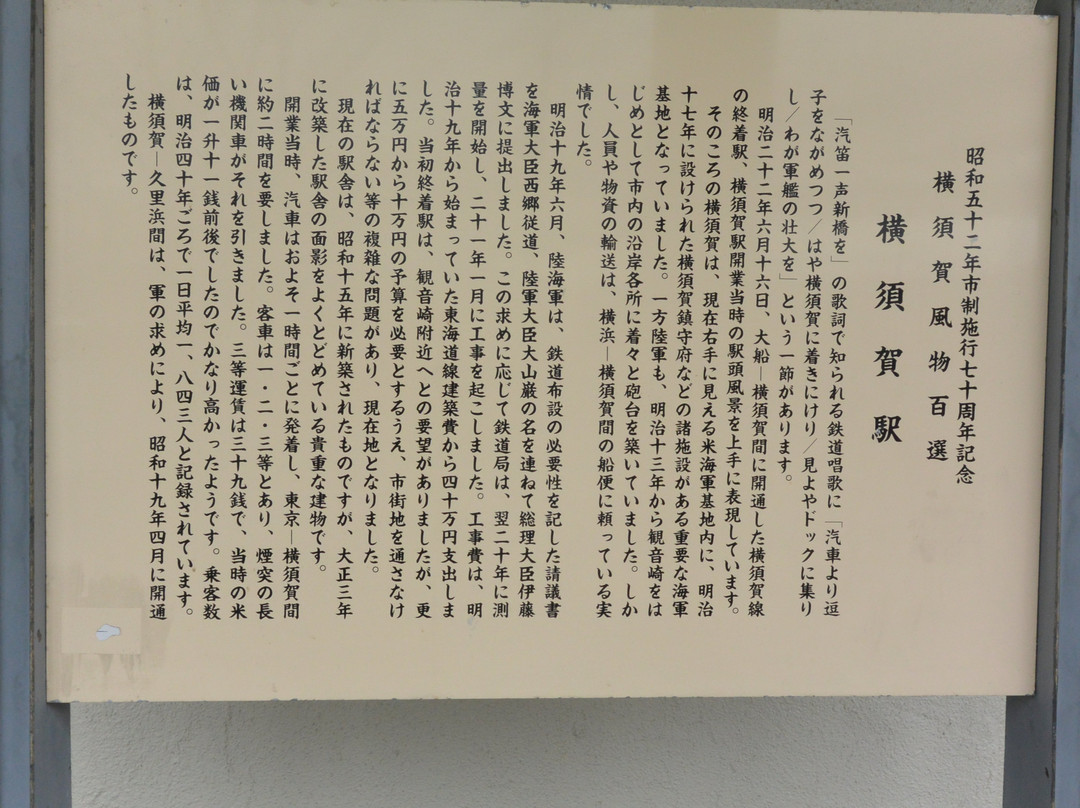 昭和五十二年市制施行七十周年記念
横須賀風物百選
横須賀駅
「汽笛一声新橋を」の歌詞で知られる鉄道唱歌に「汽車より逗
子をながめつつ／はや横須賀に着きにけり／見よやドックに集り
し／わが軍艦の壮大を」という一節があります。
明治二十二年六月十六日、大船―横須賀間に開通した横須賀線
の終着駅、横須賀駅開業当時の駅頭風景を上手に表現しています。
そのころの横須賀は、現在右手に見える米海軍基地内に、明治
十七年に設けられた横須賀鎮守府などの諸施設がある重要な海軍
基地となっていました。一方陸軍も、明治十三年から観音崎をは
じめとして市内の沿岸各所に着々と砲台を築いていました。しか
し、人員や物資の輸送は、横浜―横須賀間の船便に頼っている実
情でした。
明治十九年六月、陸海軍は、鉄道布設の必要性を記した請議書
を海軍大臣西郷従道、陸軍大臣大山巌の名を連ねて総理大臣伊藤
博文に提出しました。この求めに応じて鉄道局は、翌二十年に測
量を開始し、二十一年一月に工事を起こしました。工事費は、明
治十九年から始まっていた東海道線建築費から四十万円支出しま
した。当初終着駅は、観音崎附近へとの要望がありましたが、更
に五万円から十万円の予算を必要とするうえ、市街地を通さなけ
ればならない等の複雑な問題があり、現在地となりました。
現在の駅舎は、昭和十五年に新築されたものですが、大正三年
に改築した駅舎の面影をよくとどめている貴重な建物です。
開業当時、汽車はおよそ一時間ごとに発着し、東京―横須賀間
に約二時間を要しました。客車は一・二・三等とあり、煙突の長
い機関車がそれを引きました。三等運賃は三十九銭で、当時の米
価が一升十一銭前後でしたのでかなり高かったようです。乗客数
は、明治四十年ごろで一日平均一、八四三人と記録されています。
横須賀―久里浜間は、軍の求めにより、昭和十九年四月に開通
したものです。